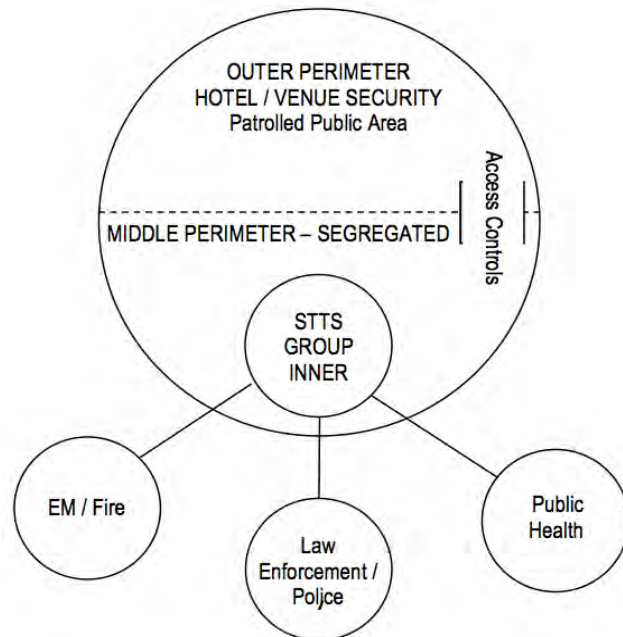 OUTER PERIMETER
HOTEL / VENUE SECURITY
Patrolled Public Area
Access Controls
MIDDLE PERIMETER – SEGREGATED
STTS
GROUP
INNER
EM / Fire
Law
Enforcement /
Police
Public
Health